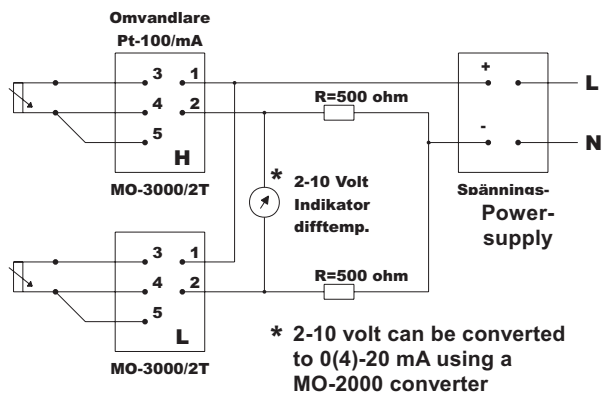 Omvandlare
Pt-100/mA
3 1
4 2
5
H
MO-3000/2T
R=500 ohm
+
-
L
N
Spännings-
Power-
supply
* 2-10 Volt
Indikator
difftemp.
3 1
4 2
5
L
MO-3000/2T
R=500 ohm
* 2-10 volt can be converted
to 0(4)-20 mA using a
MO-2000 converter